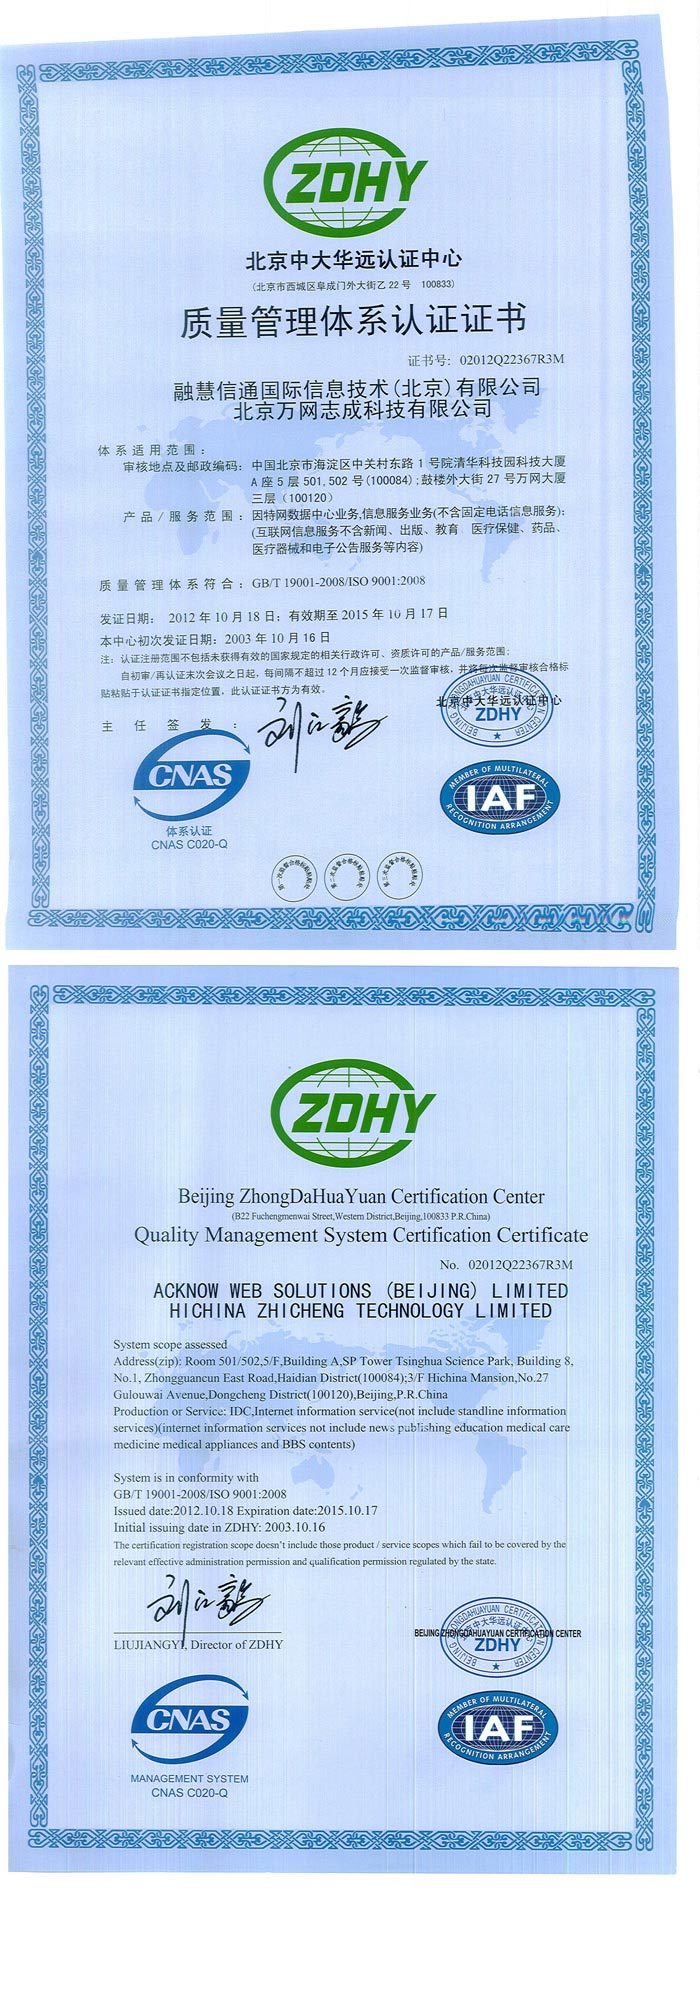 ZDHY
北京中大华远认证中心
(北京市西城区阜成门外大街乙 22 号 100833)
质量管理体系认证证书
证书号: 02012Q22367R3M
融慧信通国际信息技术(北京)有限公司
北京万网志成科技有限公司
体系适用范围：
审核地点及邮政编码: 中国北京市海淀区中关村东路 1 号院清华科技园科技大厦
A 座 5 层 501, 502 号(100084);鼓楼外大街 27 号万网大厦
三层 (100120)
产品/服务范围: 因特网数据中心业务,信息服务业务(不含固定电话信息服务);
(互联网信息服务不含新闻、出版、教育 医疗保健、药品、
医疗器械和电子公告服务等内容)
质量管理体系符合: GB/T 19001-2008/ISO 9001:2008
发证日期: 2012 年 10 月 18 日; 有效期至 2015 年 10 月 17 日
本中心初次发证日期: 2003 年 10 月 16 日
注: 认证注册范围不包括未获得有效的国家规定的相关行政许可、资质许可的产品/服务范围;
自初审/再认证末次会议之日起, 每间隔不超过 12 个月应接受一次监督审核, 并将每次监督审核合格标
贴粘贴于认证证书指定位置, 此认证证书方为有效。
主任签发:
刘江毅
北京中大华远认证中心
BEIJING ZHONGDAHUAYUAN CERTIFICATION CENTER
ZDHY
CNAS
体系认证
CNAS C020-Q
MEMBER OF MULTILATERAL
IAF
RECOGNITION ARRANGEMENT
ZDHY
Beijing ZhongDaHuaYuan Certification Center
(B22 Fuchengmenwai Street,Western District,Beijing,100833 P.R.China)
Quality Management System Certification Certificate
No. 02012Q22367R3M
ACKNOW WEB SOLUTIONS (BEIJING) LIMITED
HICHINA ZHICHENG TECHNOLOGY LIMITED
System scope assessed
Address(zip): Room 501/502,5/F,Building A,SP Tower Tsinghua Science Park, Building 8,
No.1, Zhongguancun East Road,Haidian District(100084);3/F Hichina Mansion,No.27
Gulouwai Avenue,Dongcheng District(100120),Beijing,P.R.China
Production or Service: IDC,Internet information service(not include standline information
services)(internet information services not include news publishing education medical care
medicine medical appliances and BBS contents)
System is in conformity with
GB/T 19001-2008/ISO 9001:2008
Issued date:2012.10.18 Expiration date:2015.10.17
Initial issuing date in ZDHY: 2003.10.16
The certification registration scope doesn't include those product / service scopes which fail to be covered by the
relevant effective administration permission and qualification permission regulated by the state.
刘江毅
LIUJIANGYI, Director of ZDHY
BEIJING ZHONGDAHUAYUAN CERTIFICATION CENTER
ZDHY
CNAS
MANAGEMENT SYSTEM
CNAS C020-Q
MEMBER OF MULTILATERAL
IAF
RECOGNITION ARRANGEMENT